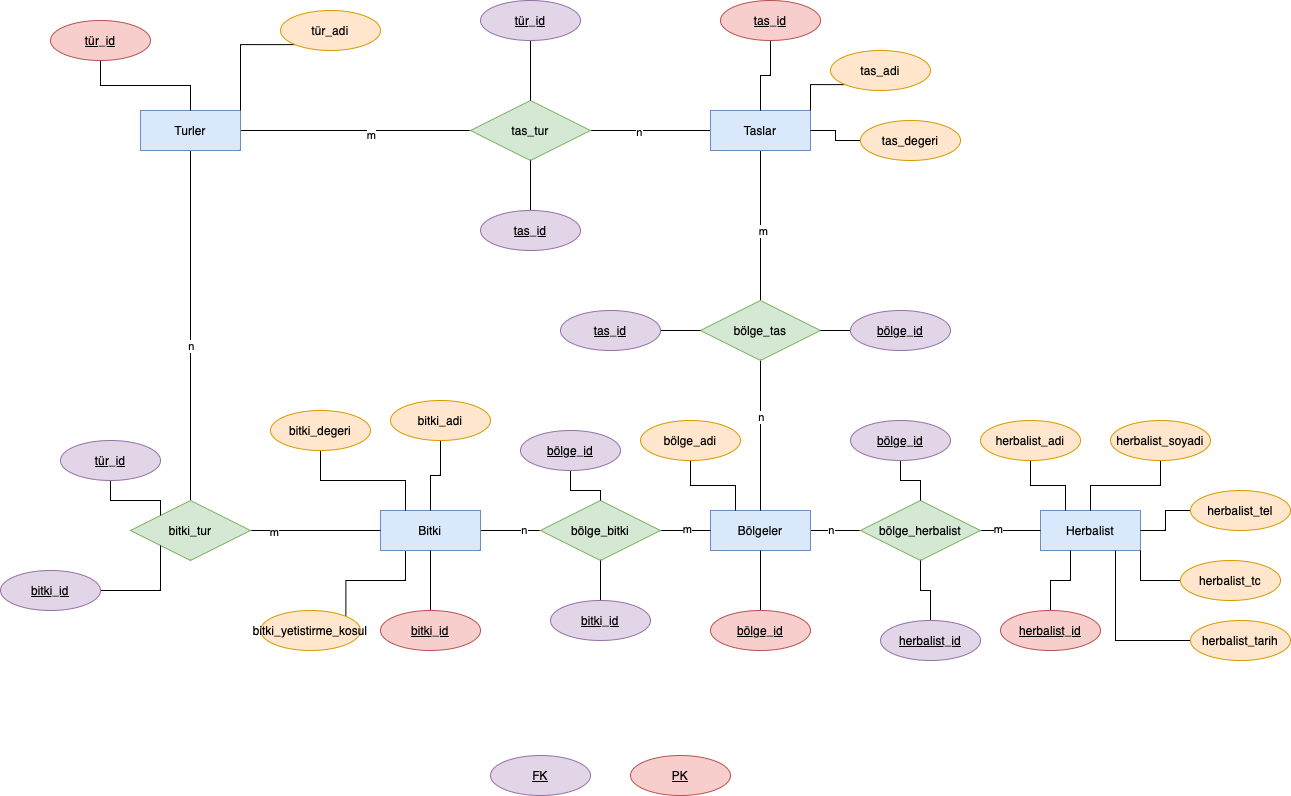 tür_id
tür_adi
tür_id
tas_id
tas_adi
Turler
m
tas_tur
n
Taslar
tas_degeri
tas_id
m
n
tas_id
bölge_tas
bölge_id
n
bitki_degeri
bitki_adi
bölge_id
bölge_adi
bölge_id
herbalist_adi
herbalist_soyadi
tür_id
herbalist_tel
bitki_tur
m
Bitki
n
bölge_bitki
m
Bölgeler
n
bölge_herbalist
m
Herbalist
herbalist_tc
bitki_id
bitki_yetistirme_kosul
bitki_id
bitki_id
bölge_id
herbalist_id
herbalist_id
herbalist_tarih
FK
PK